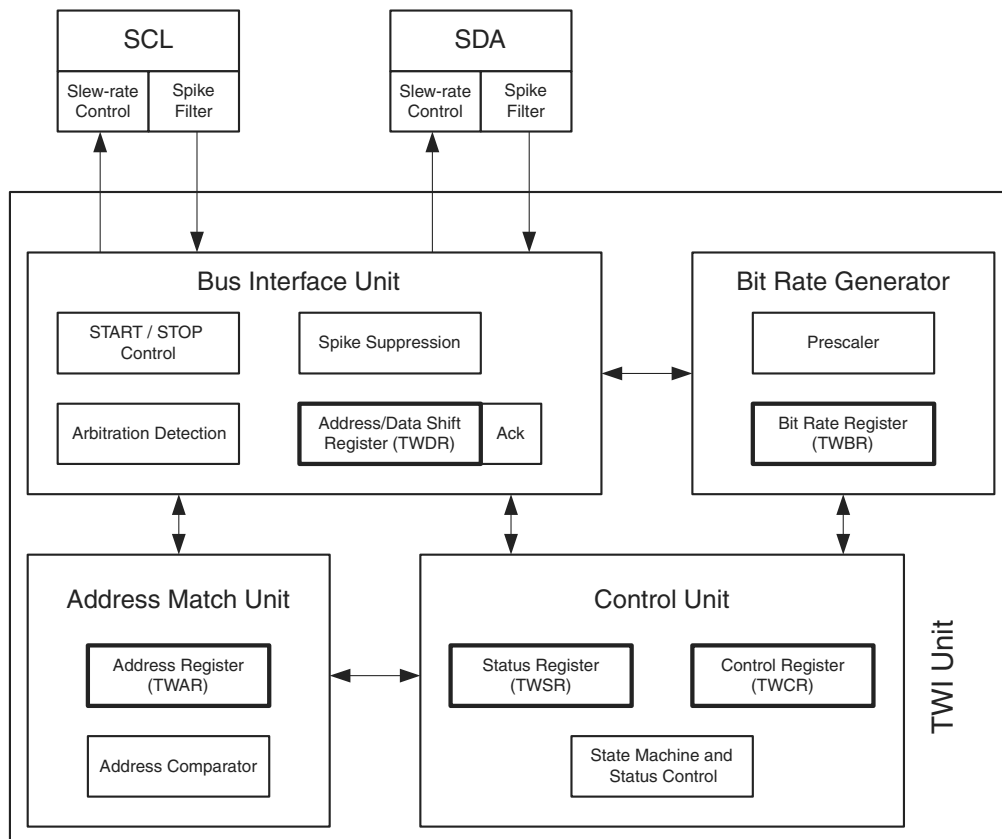 SCL
Slew-rate
Control
Spike
Filter
SDA
Slew-rate
Control
Spike
Filter
Bus Interface Unit
START / STOP
Control
Spike Suppression
Arbitration Detection
Address/Data Shift
Register (TWDR)
Ack
Bit Rate Generator
Prescaler
Bit Rate Register
(TWBR)
Address Match Unit
Address Register
(TWAR)
Address Comparator
Control Unit
Status Register
(TWSR)
Control Register
(TWCR)
State Machine and
Status Control
TWI Unit